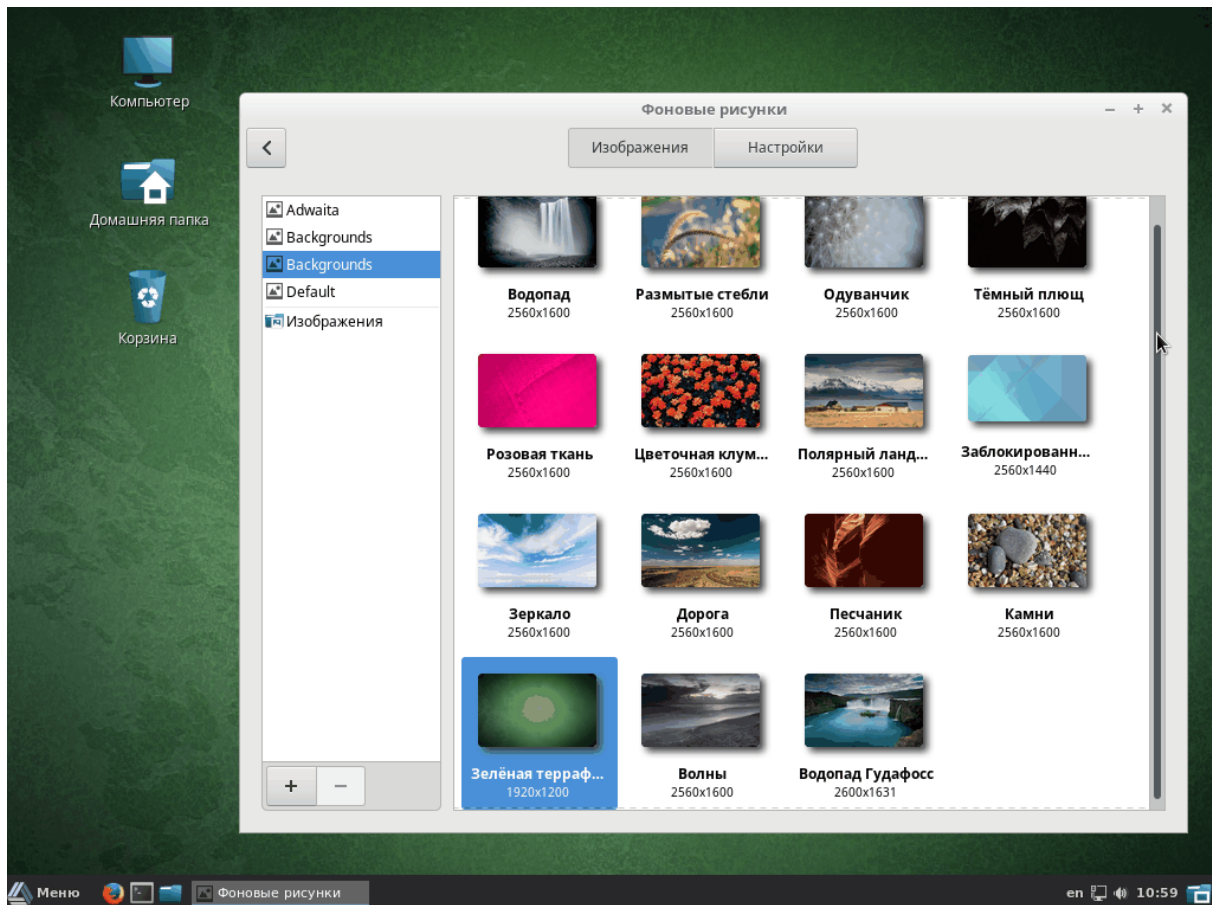 Компьютер
Домашняя папка
Корзина
Фоновые рисунки
Изображения
Настройки
Adwaita
Backgrounds
Backgrounds
Default
Изображения
Водопад
2560x1600
Размытые стебли
2560x1600
Одуванчик
2560x1600
Тёмный плющ
2560x1600
Розовая ткань
2560x1600
Цветочная клум...
2560x1600
Полярный ланд...
2560x1600
Заблокированн...
2560x1440
Зеркало
2560x1600
Дорога
2560x1600
Песчаник
2560x1600
Камни
2560x1600
Зелёная терраф...
1920x1200
Волны
2560x1600
Водопад Гудафосс
2600x1631
Меню
Фоновые рисунки
en
10:59